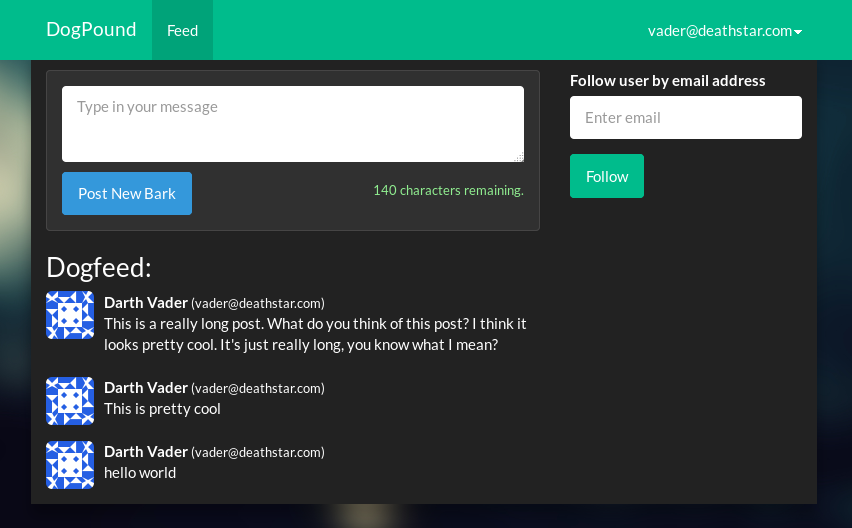 DogPound
Feed
vader@deathstar.com
Type in your message
Post New Bark
140 characters remaining.
Follow user by email address
Enter email
Follow
Dogfeed:
Darth Vader (vader@deathstar.com)
This is a really long post. What do you think of this post? I think it
looks pretty cool. It's just really long, you know what I mean?
Darth Vader (vader@deathstar.com)
This is pretty cool
Darth Vader (vader@deathstar.com)
hello world